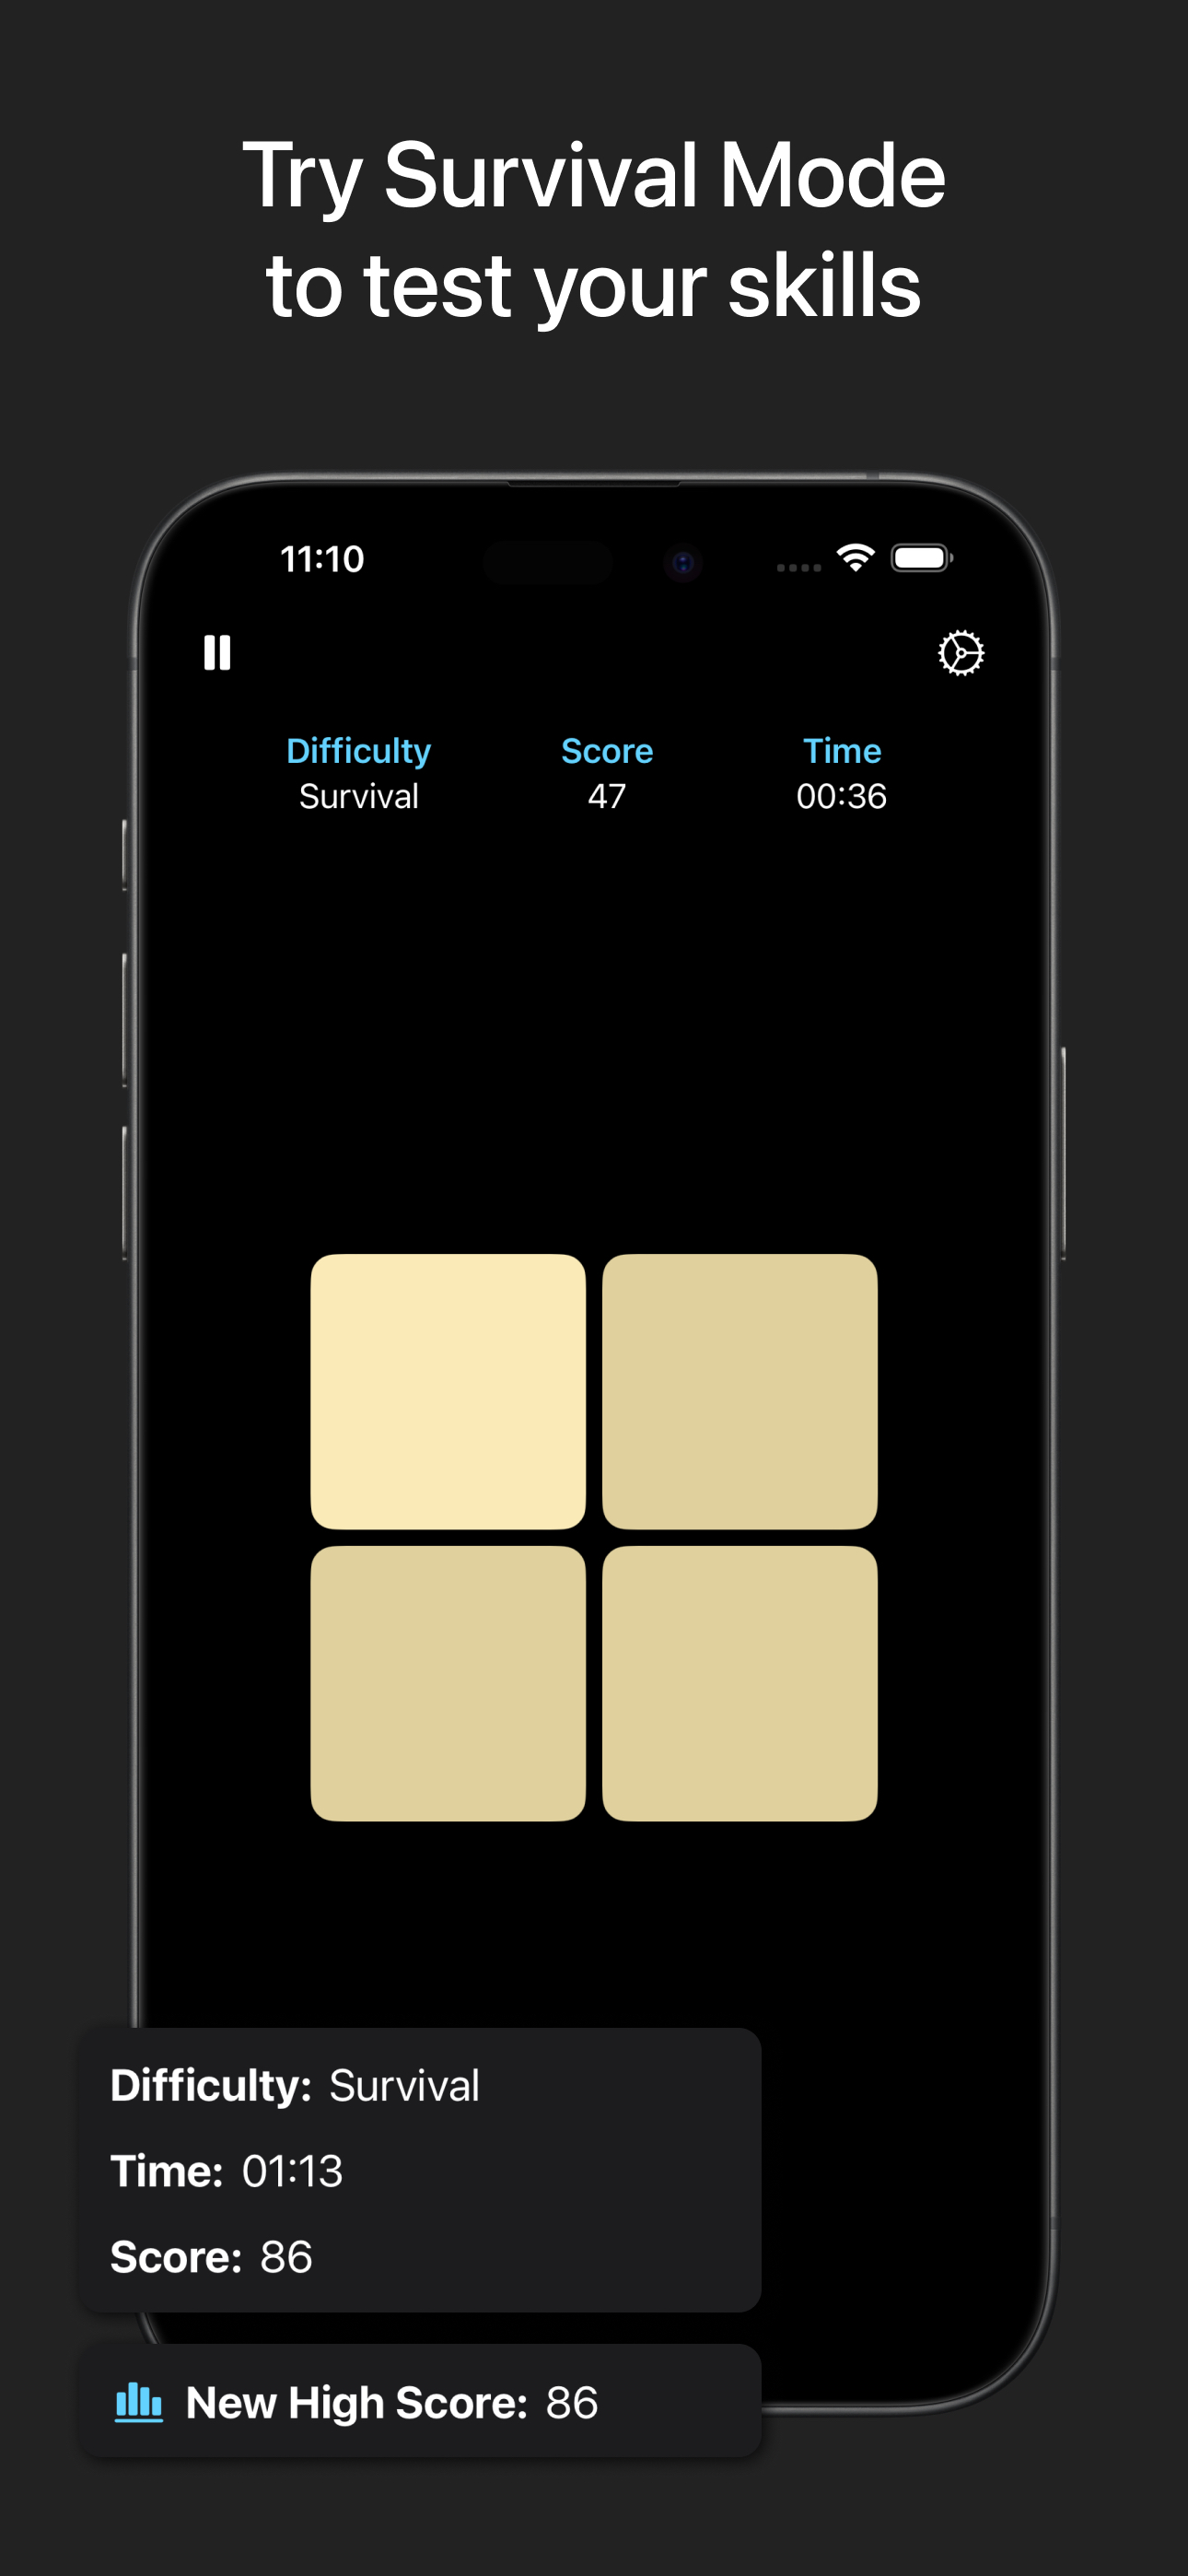 Try Survival Mode
to test your skills
11:10
Difficulty Score Time
Survival 47 00:36
Difficulty: Survival
Time: 01:13
Score: 86
New High Score: 86